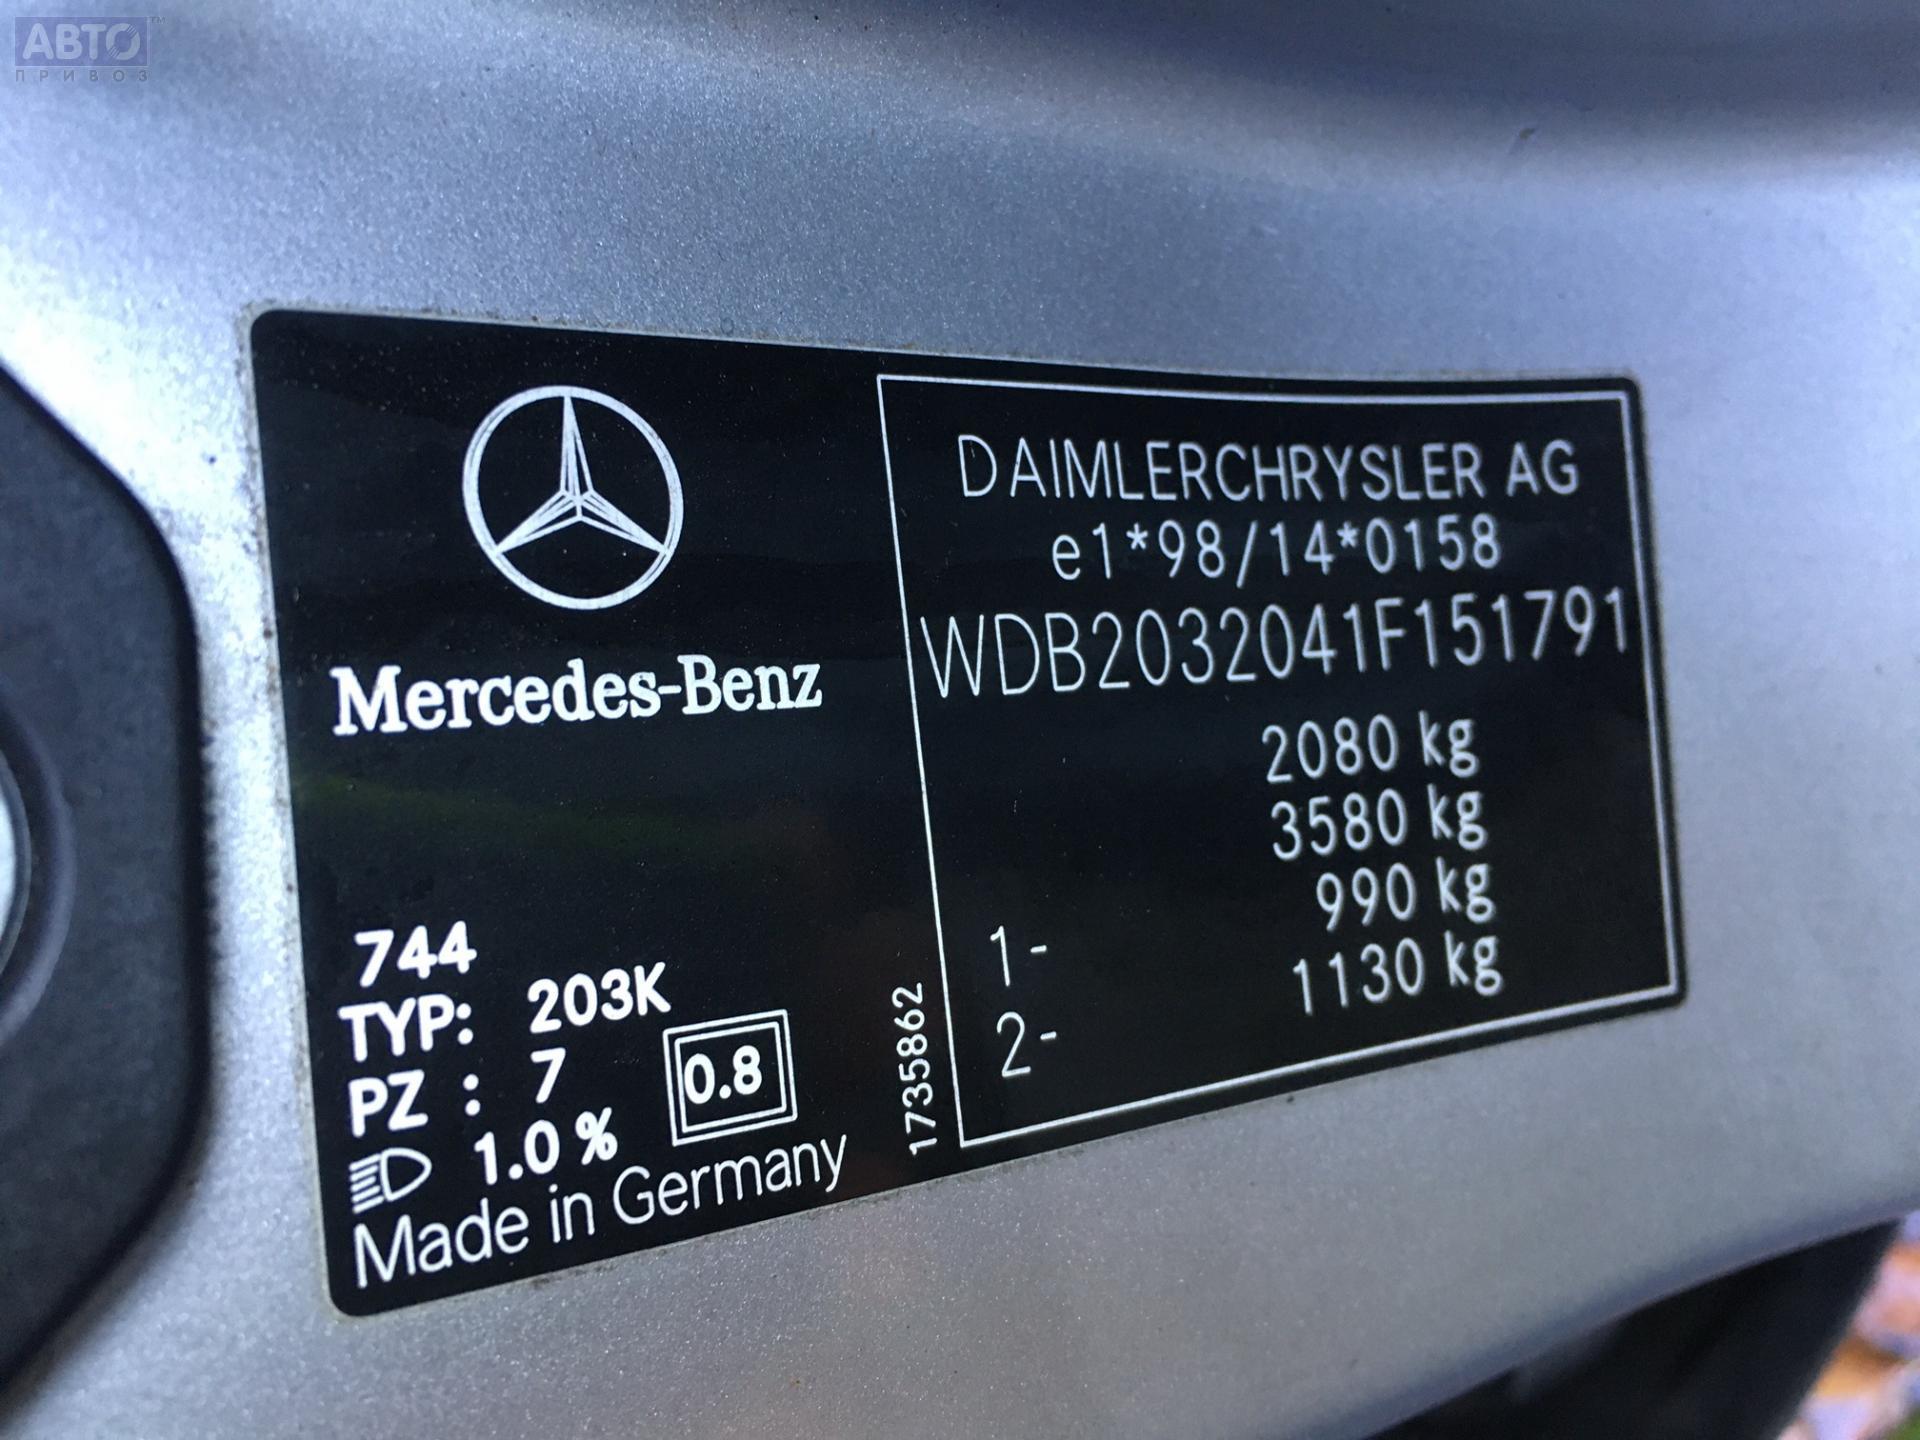 АВТО™
ПРИВОЗ
Mercedes-Benz
744
TYP: 203K
PZ : 7
1.0 %
0.8
Made in Germany
1735862
DAIMLERCHRYSLER AG
e1*98/14*0158
WDB2032041F151791
2080 kg
3580 kg
1- 990 kg
2- 1130 kg